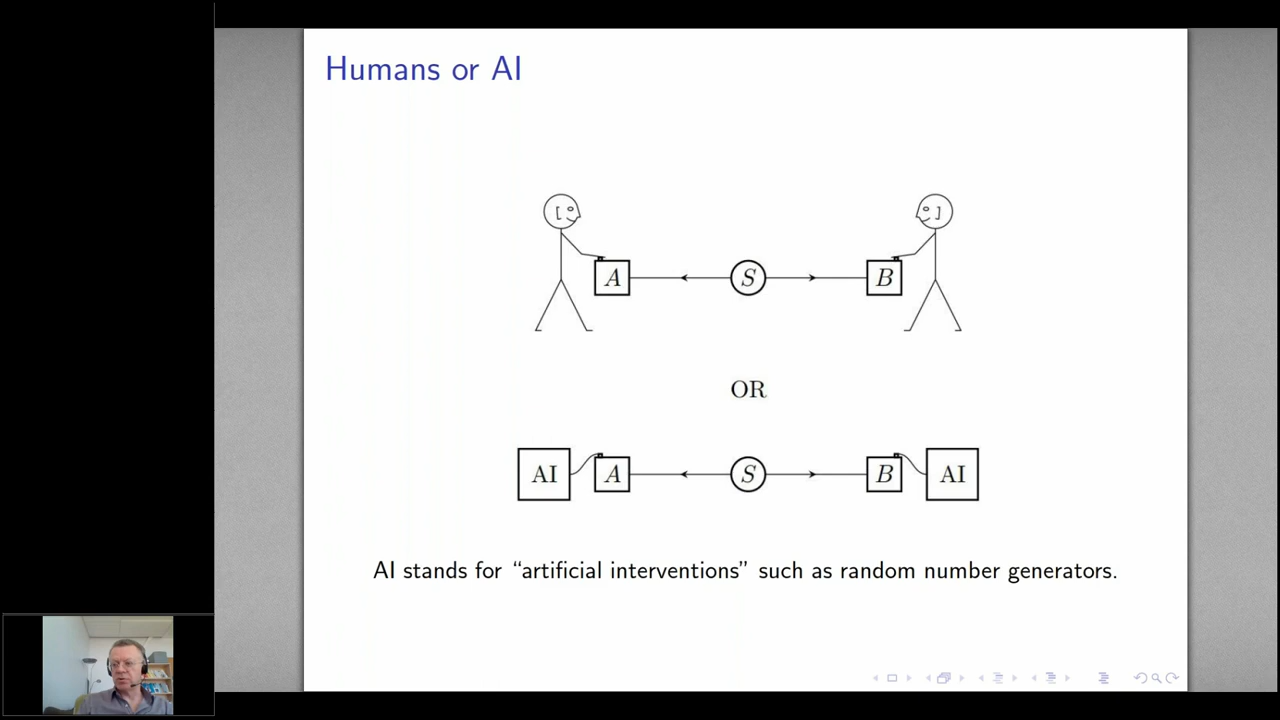 Humans or AI
A S B
OR
AI A S B AI
AI stands for “artificial interventions” such as random number generators.